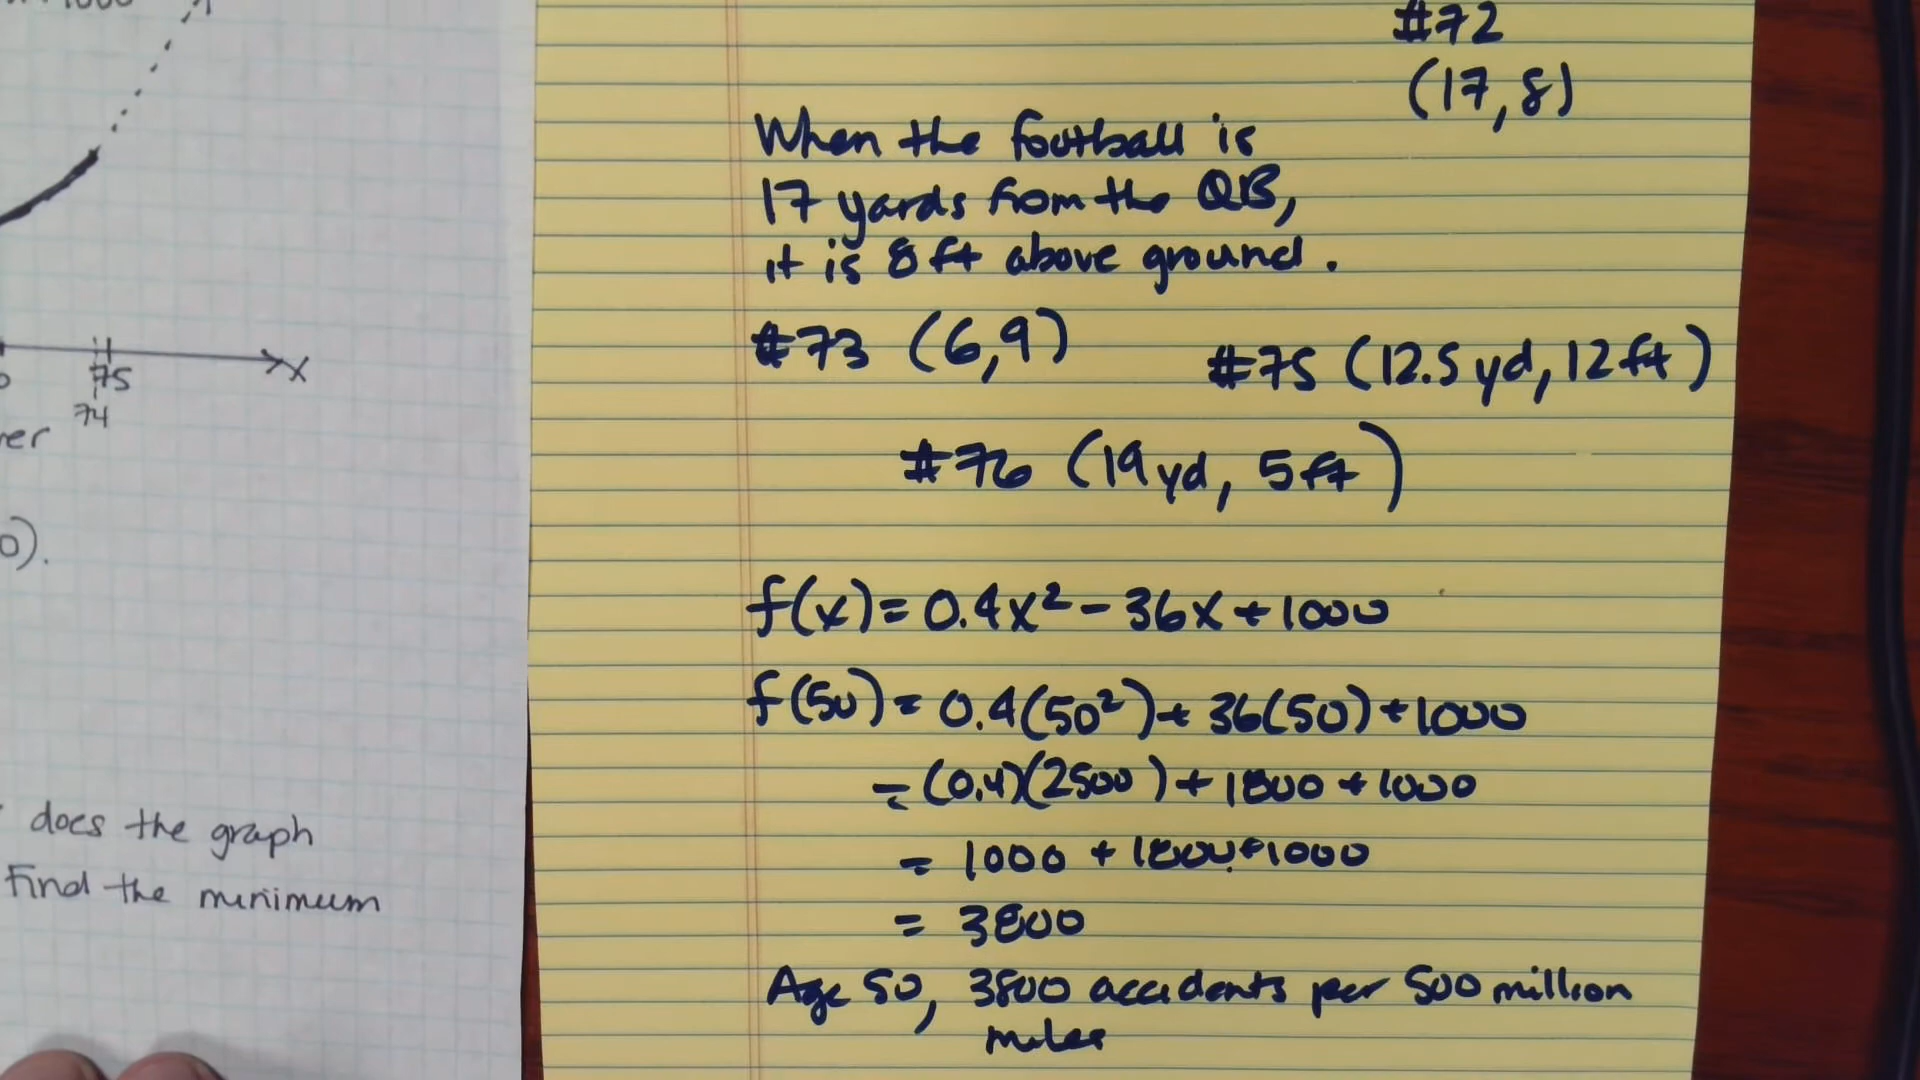 1000
75
74
x
0).
does the graph
Find the minimum
#72
(17,8)
When the football is
17 yards from the QB,
it is 8 ft above ground.
#73 (6,9)
#75 (12.5 yd, 12 ft)
#76 (19 yd, 5 ft)
f(x) = 0.4x² - 36x + 1000
f(50) = 0.4(50²) + 36(50) + 1000
= (0.4)(2500) + 1800 + 1000
= 1000 + 1800 + 1000
= 3800
Age 50, 3800 accidents per 500 million
miles